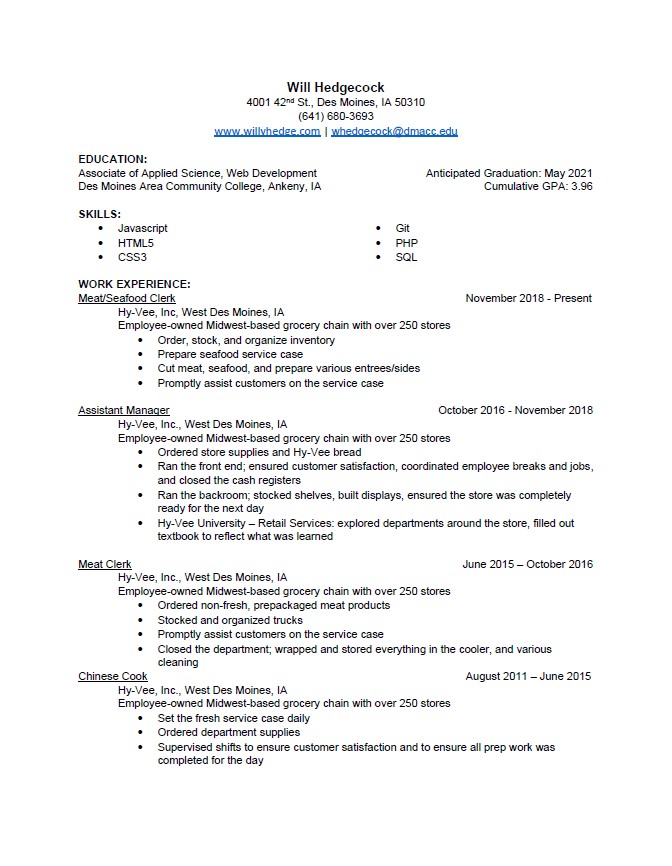 Will Hedgecock
4001 42nd St., Des Moines, IA 50310
(641) 680-3693
www.willyhedge.com | whedgecock@dmacc.edu
EDUCATION:
Associate of Applied Science, Web Development Anticipated Graduation: May 2021
Des Moines Area Community College, Ankeny, IA Cumulative GPA: 3.96
SKILLS:
• Javascript • Git
• HTML5 • PHP
• CSS3 • SQL
WORK EXPERIENCE:
Meat/Seafood Clerk November 2018 - Present
Hy-Vee, Inc, West Des Moines, IA
Employee-owned Midwest-based grocery chain with over 250 stores
• Order, stock, and organize inventory
• Prepare seafood service case
• Cut meat, seafood, and prepare various entrees/sides
• Promptly assist customers on the service case
Assistant Manager October 2016 - November 2018
Hy-Vee, Inc., West Des Moines, IA
Employee-owned Midwest-based grocery chain with over 250 stores
• Ordered store supplies and Hy-Vee bread
• Ran the front end; ensured customer satisfaction, coordinated employee breaks and jobs,
and closed the cash registers
• Ran the backroom; stocked shelves, built displays, ensured the store was completely
ready for the next day
• Hy-Vee University – Retail Services: explored departments around the store, filled out
textbook to reflect what was learned
Meat Clerk June 2015 – October 2016
Hy-Vee, Inc., West Des Moines, IA
Employee-owned Midwest-based grocery chain with over 250 stores
• Ordered non-fresh, prepackaged meat products
• Stocked and organized trucks
• Promptly assist customers on the service case
• Closed the department; wrapped and stored everything in the cooler, and various
cleaning
Chinese Cook August 2011 – June 2015
Hy-Vee, Inc., West Des Moines, IA
Employee-owned Midwest-based grocery chain with over 250 stores
• Set the fresh service case daily
• Ordered department supplies
• Supervised shifts to ensure customer satisfaction and to ensure all prep work was
completed for the day